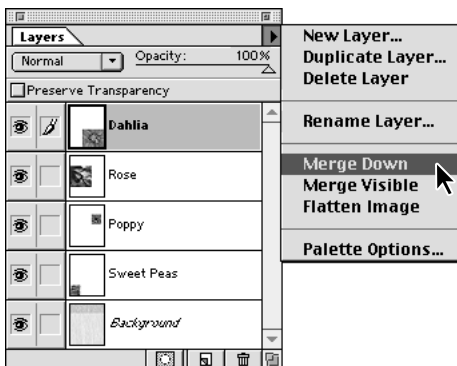 Layers
Normal
Opacity: 100%
Preserve Transparency
Dahlia
Rose
Poppy
Sweet Peas
Background
New Layer...
Duplicate Layer...
Delete Layer
Rename Layer...
Merge Down
Merge Visible
Flatten Image
Palette Options...